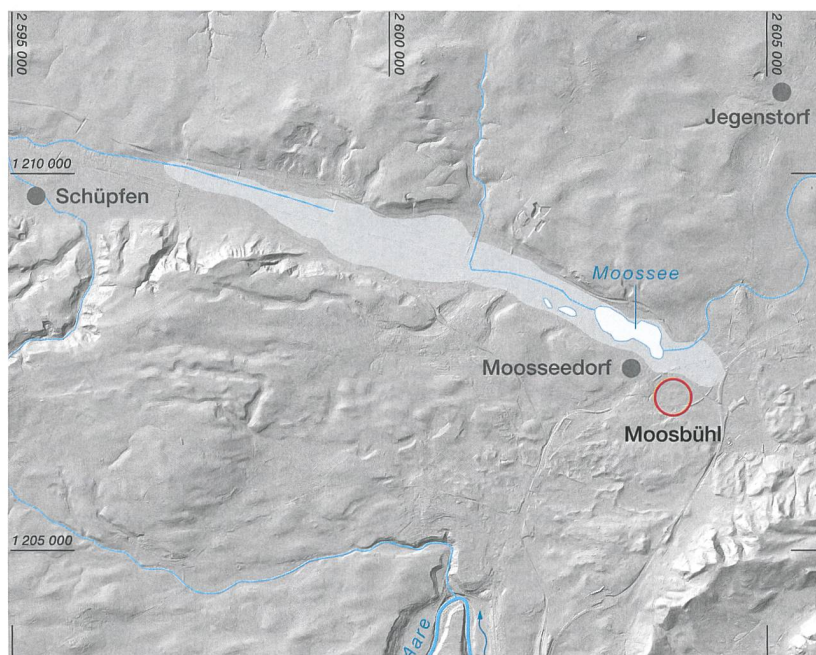 2 595 000
2 600 000
2 605 000
Jegenstorf
1 210 000
Schüpfen
Moossee
Moosseedorf
Moosbühl
1 205 000
Aare